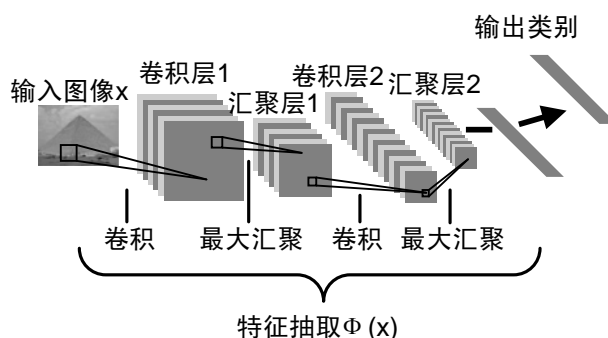 输出类别
卷积层1
卷积层2
汇聚层2
输入图像x
汇聚层1
卷积
最大汇聚
卷积
最大汇聚
特征抽取Φ (x)